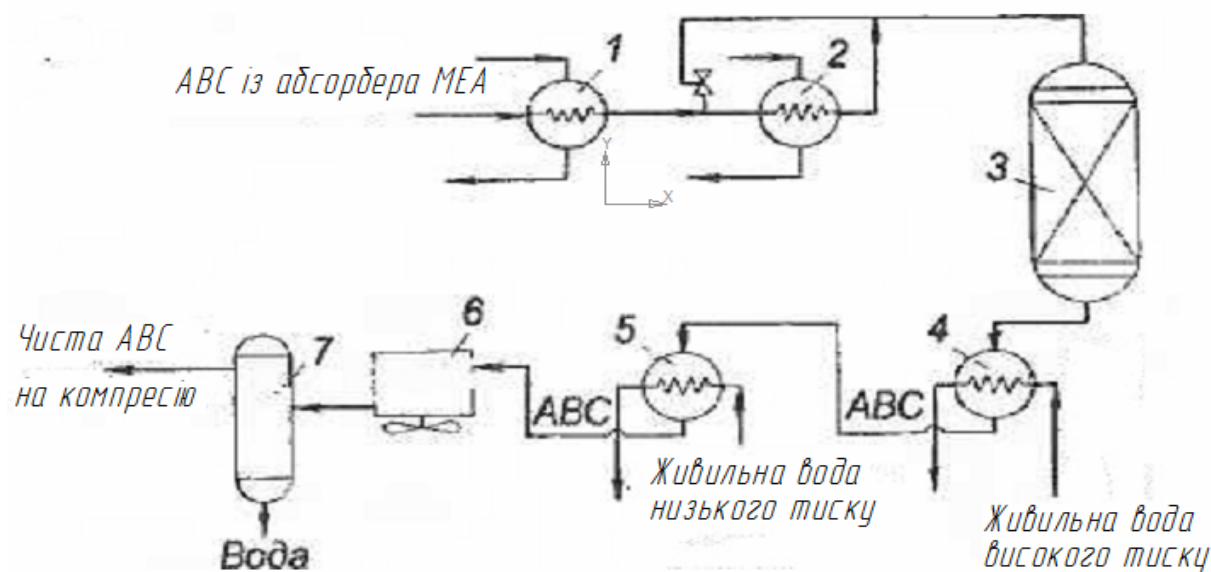 1
2
АВС із абсорбера МЕА
Y
X
3
Чиста АВС
на компресію
7
6
5
4
АВС
АВС
Живильна вода
низького тиску
Живильна вода
високого тиску
Вода